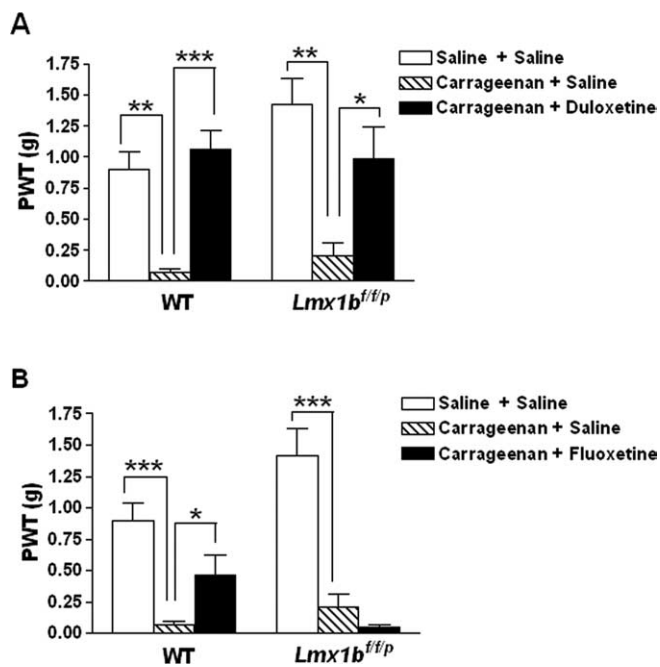 A
Saline + Saline
Carrageenan + Saline
Carrageenan + Duloxetine
PWT (g)
1.75
1.50
1.25
1.00
0.75
0.50
0.25
0.00
** *** ** *
WT Lmx1b^f/f/p
B
Saline + Saline
Carrageenan + Saline
Carrageenan + Fluoxetine
PWT (g)
1.75
1.50
1.25
1.00
0.75
0.50
0.25
0.00
*** * ***
WT Lmx1b^f/f/p